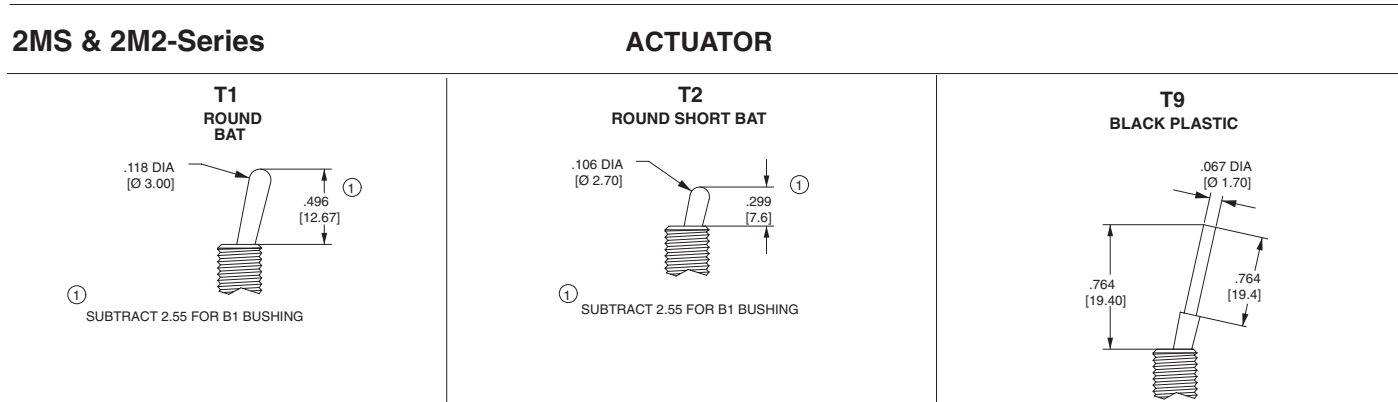 2MS & 2M2-Series
ACTUATOR
T1
ROUND
BAT
.118 DIA
[Ø 3.00]
.496
[12.67]
1
1
SUBTRACT 2.55 FOR B1 BUSHING
T2
ROUND SHORT BAT
.106 DIA
[Ø 2.70]
.299
[7.6]
1
1
SUBTRACT 2.55 FOR B1 BUSHING
T9
BLACK PLASTIC
.067 DIA
[Ø 1.70]
.764
[19.40]
.764
[19.4]